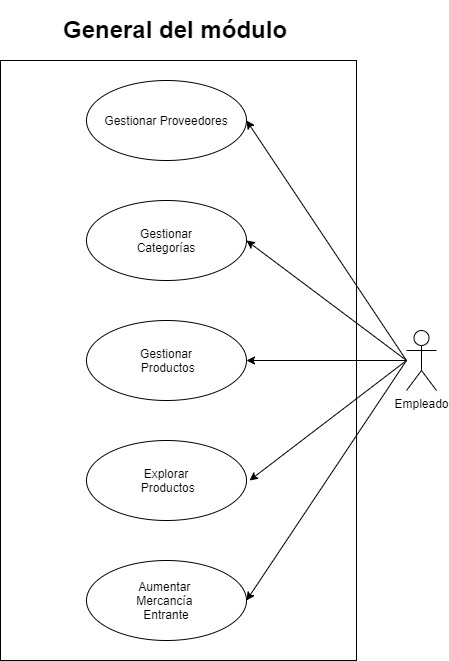 General del módulo
Gestionar Proveedores
Gestionar
Categorías
Gestionar
Productos
Empleado
Explorar
Productos
Aumentar
Mercancía
Entrante